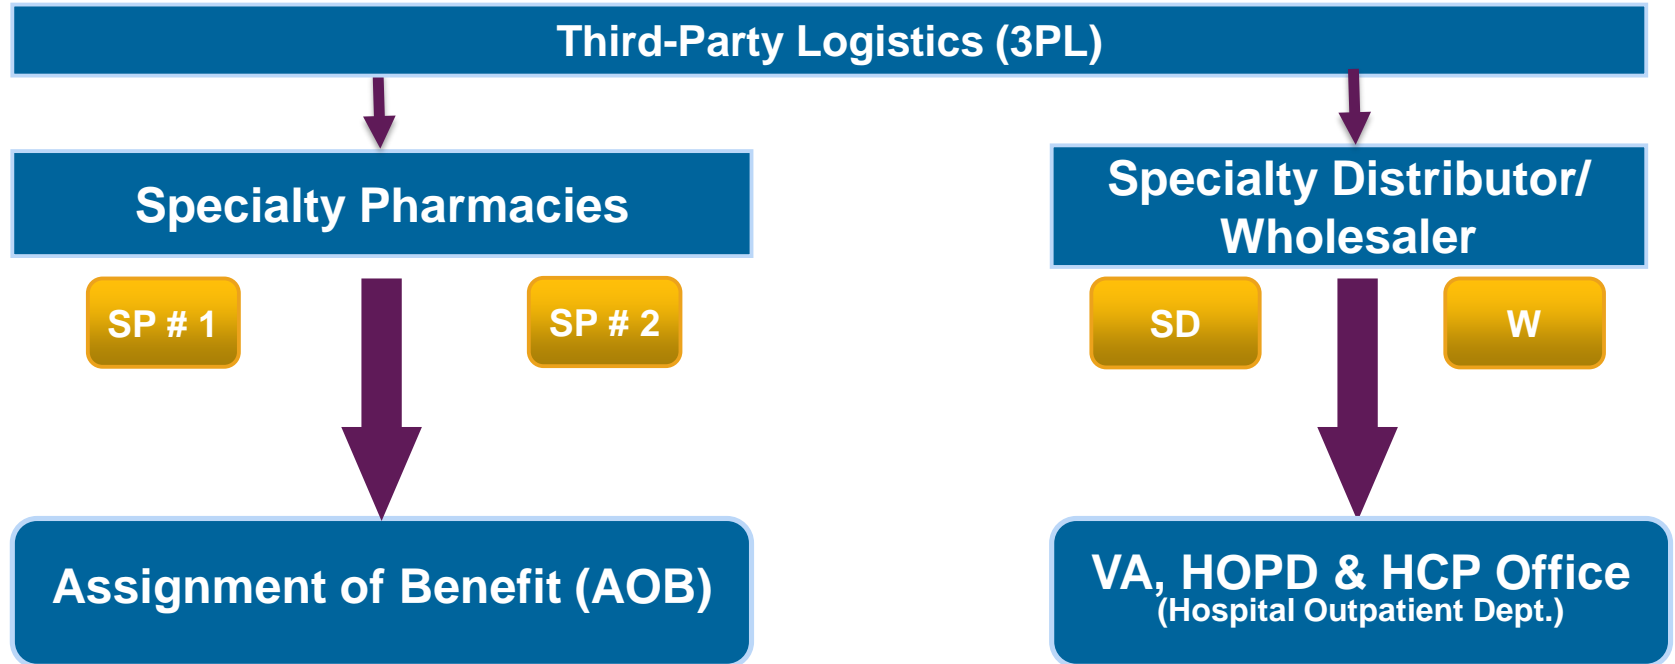 Third-Party Logistics (3PL)
Specialty Pharmacies
Specialty Distributor/
Wholesaler
SP # 1
SP # 2
SD
W
Assignment of Benefit (AOB)
VA, HOPD & HCP Office
(Hospital Outpatient Dept.)